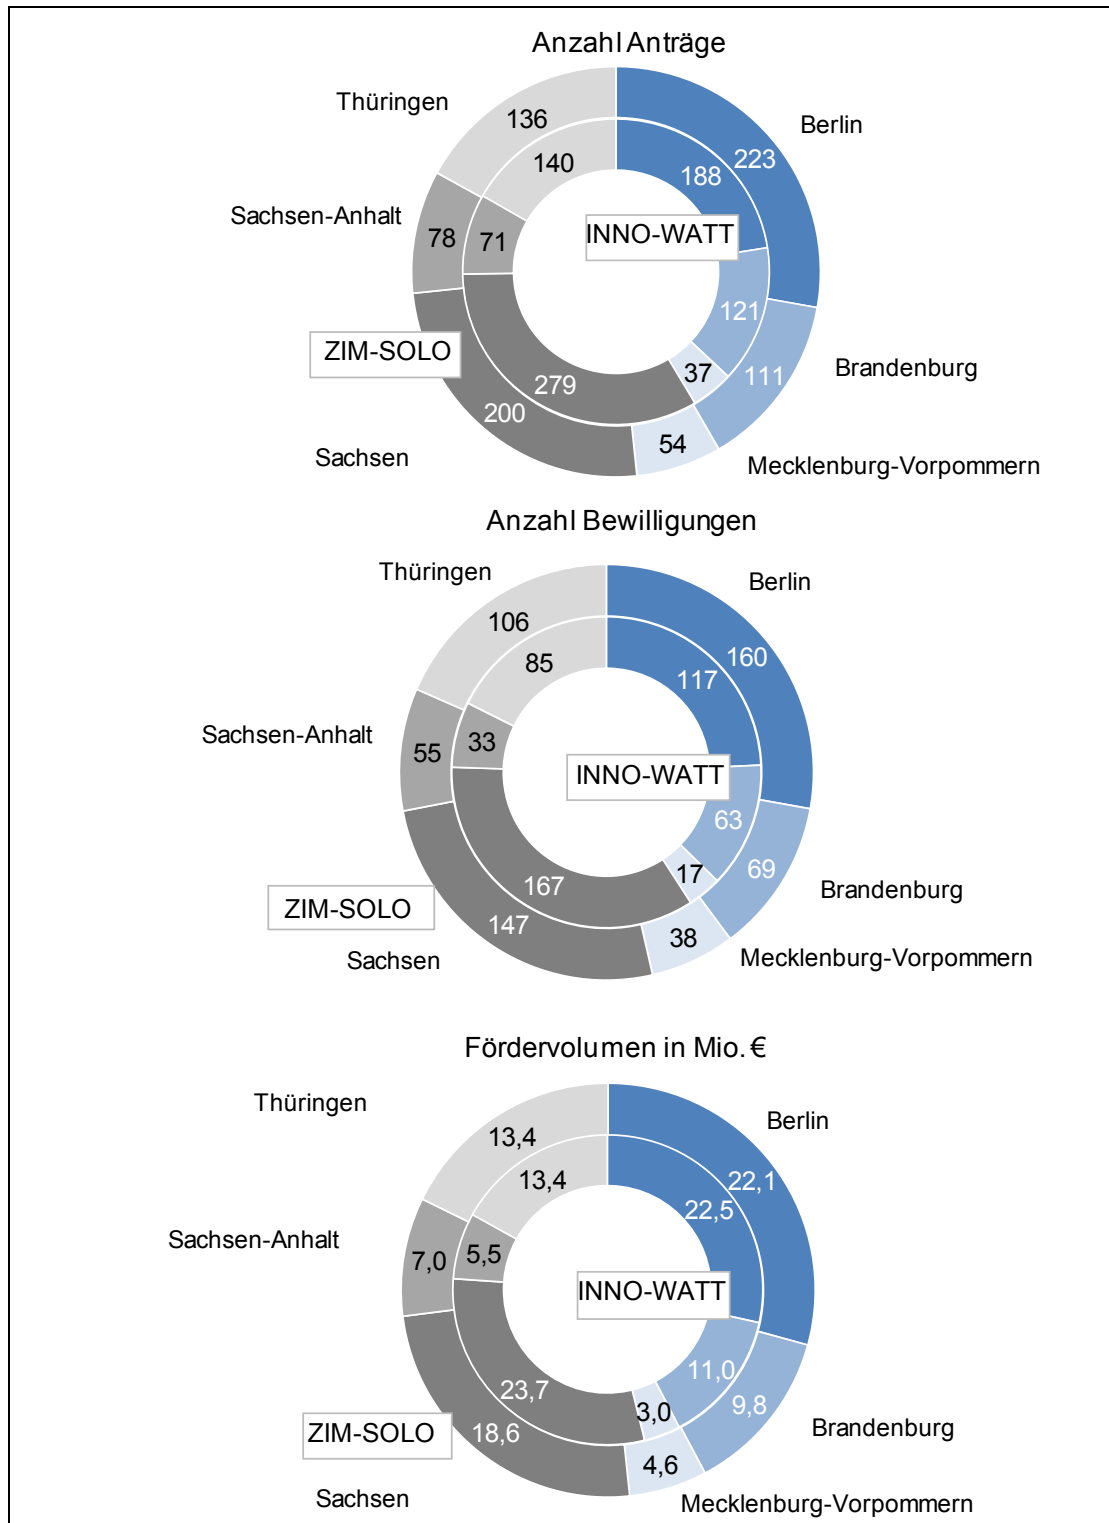 Anzahl Anträge
Thüringen
136
Berlin
140
223
188
Sachsen-Anhalt
INNO-WATT
78
71
121
ZIM-SOLO
Brandenburg
37
111
279
200
54
Sachsen
Mecklenburg-Vorpommern
Anzahl Bewilligungen
Thüringen
Berlin
106
160
85
117
Sachsen-Anhalt
33
55
INNO-WATT
63
17
69
167
Brandenburg
ZIM-SOLO
147
38
Sachsen
Mecklenburg-Vorpommern
Fördervolumen in Mio. €
Thüringen
Berlin
13,4
22,1
13,4
22,5
Sachsen-Anhalt
5,5
7,0
INNO-WATT
11,0
23,7
3,0
9,8
ZIM-SOLO
18,6
Brandenburg
4,6
Sachsen
Mecklenburg-Vorpommern